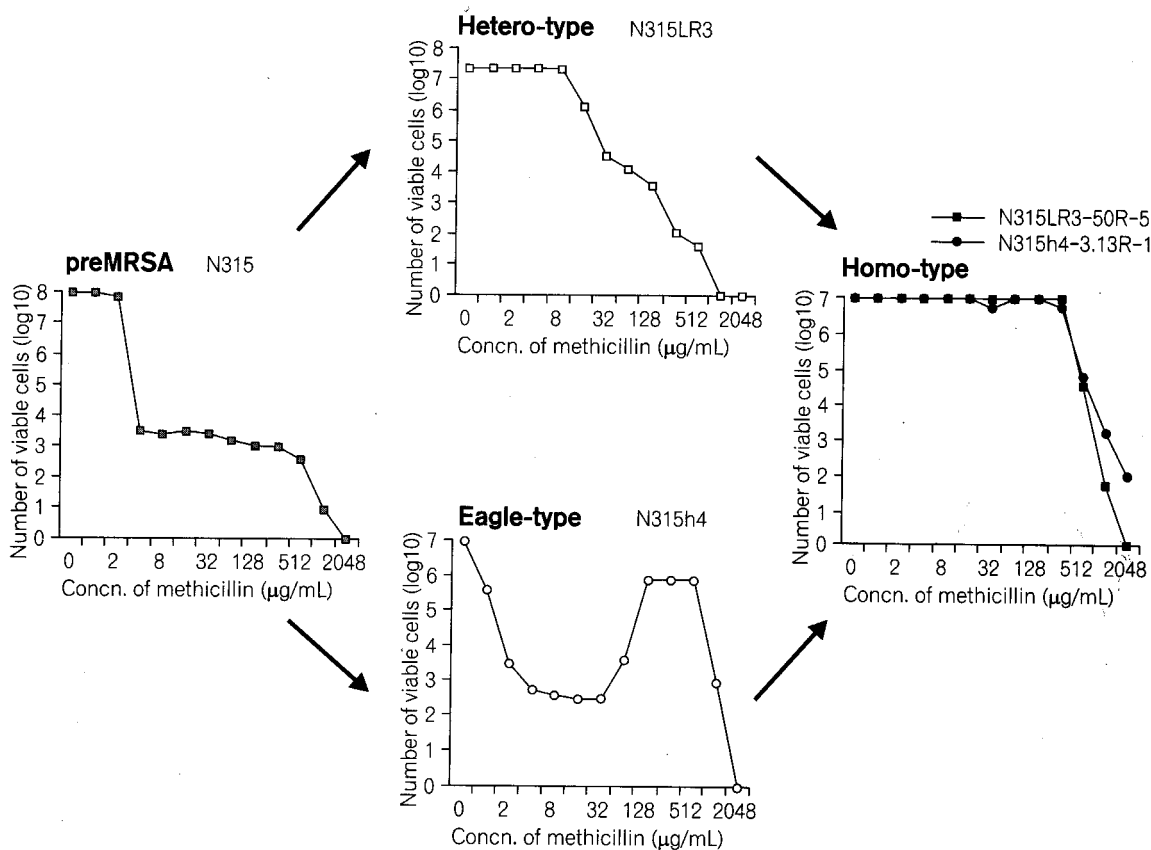 Hetero-type N315LR3
Number of viable cells (log10)
8
7
6
5
4
3
2
1
0
0 2 8 32 128 512 2048
Concn. of methicillin (μg/mL)
preMRSA N315
Number of viable cells (log10)
8
7
6
5
4
3
2
1
0
0 2 8 32 128 512 2048
Concn. of methicillin (μg/mL)
N315LR3-50R-5
N315h4-3.13R-1
Homo-type
Number of viable cells (log10)
7
6
5
4
3
2
1
0
0 2 8 32 128 512 2048
Concn. of methicillin (μg/mL)
Eagle-type N315h4
Number of viable cells (log10)
7
6
5
4
3
2
1
0
0 2 8 32 128 512 2048
Concn. of methicillin (μg/mL)